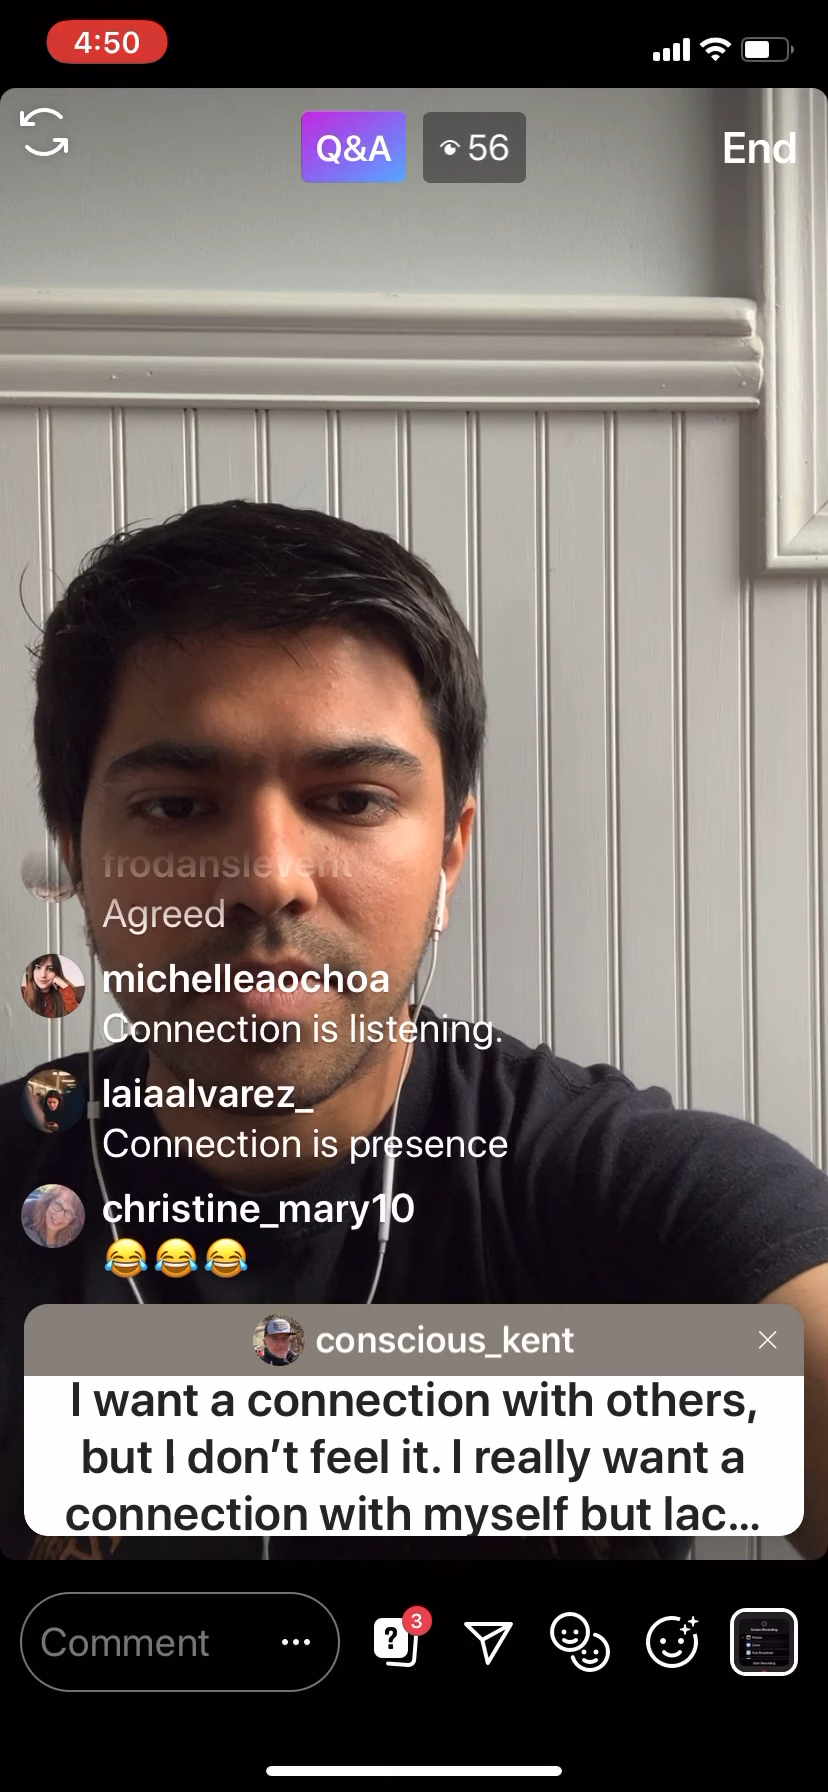 4:50
Q&A
56
End
frodanslevent
Agreed
michelleaochoa
Connection is listening.
laiaalvarez_
Connection is presence
christine_mary10
😂😂😂
conscious_kent
I want a connection with others,
but I don't feel it. I really want a
connection with myself but lac...
Comment
3